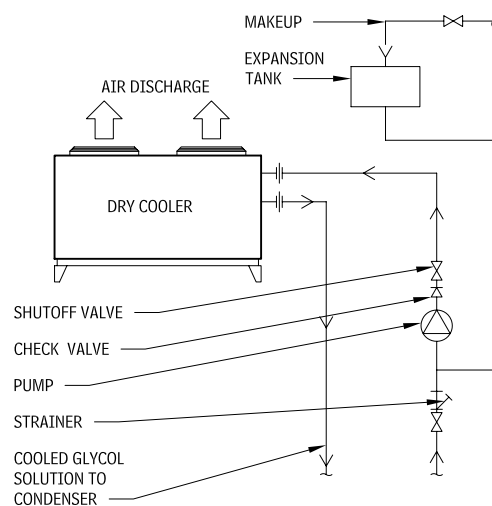 MAKEUP
EXPANSION
TANK
AIR DISCHARGE
DRY COOLER
SHUTOFF VALVE
CHECK VALVE
PUMP
STRAINER
COOLED GLYCOL
SOLUTION TO
CONDENSER